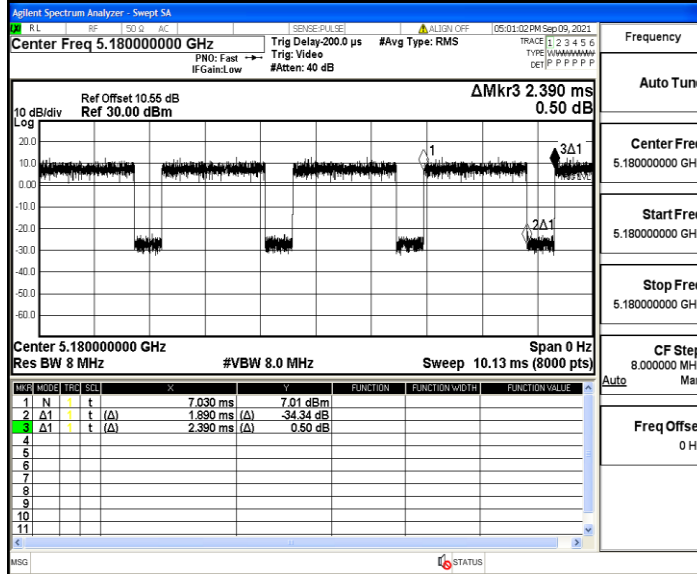 Agilent Spectrum Analyzer - Swept SA
RL RF 50 Ω AC SENSE:PULSE ALIGN OFF 05:01:02 PM Sep 09, 2021
Center Freq 5.180000000 GHz
PNO: Fast
IFGain:Low
Trig Delay-200.0 µs
Trig: Video
#Atten: 40 dB
#Avg Type: RMS
TRACE 1 2 3 4 5 6
TYPE
DET P P P P P P
ΔMkr3 2.390 ms
0.50 dB
Ref Offset 10.55 dB
10 dB/div Ref 30.00 dBm
Log
20.0
10.0
0.00
-10.0
-20.0
-30.0
-40.0
-50.0
-60.0
1
3Δ1
2Δ1
Center 5.180000000 GHz Span 0 Hz
Res BW 8 MHz #VBW 8.0 MHz Sweep 10.13 ms (8000 pts)
MKR MODE TRC SCL X Y FUNCTION FUNCTION WIDTH FUNCTION VALUE
1 N 1 t 7.030 ms 7.01 dBm
2 Δ1 1 t (Δ) 1.890 ms (Δ) -34.34 dB
3 Δ1 1 t (Δ) 2.390 ms (Δ) 0.50 dB
4
5
6
7
8
9
10
11
MSG STATUS
Frequency
Auto Tun
Center Fre
5.180000000 GH
Start Fre
5.180000000 GH
Stop Fre
5.180000000 GH
CF Step
8.000000 MH
Auto Ma
Freq Offse
0 H